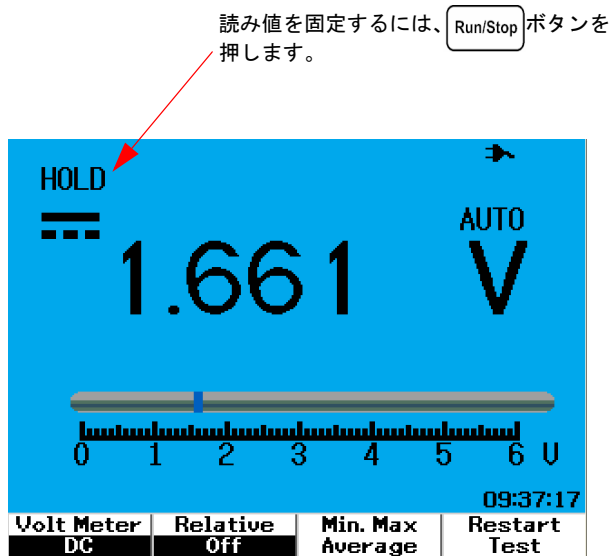 読み値を固定するには、Run/Stopボタンを
押します。
HOLD
AUTO
1.661 V
0 1 2 3 4 5 6 V
09:37:17
Volt Meter Relative Min. Max Restart
DC Off Average Test